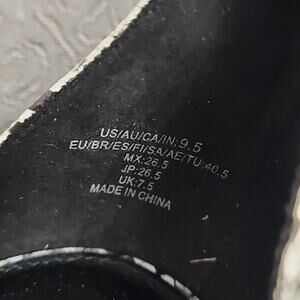 US/AU/CA/IN:9.5
EU/BR/ES/FI/SA/AE/TU:40.5
MX:26.5
JP:26.5
UK:7.5
MADE IN CHINA